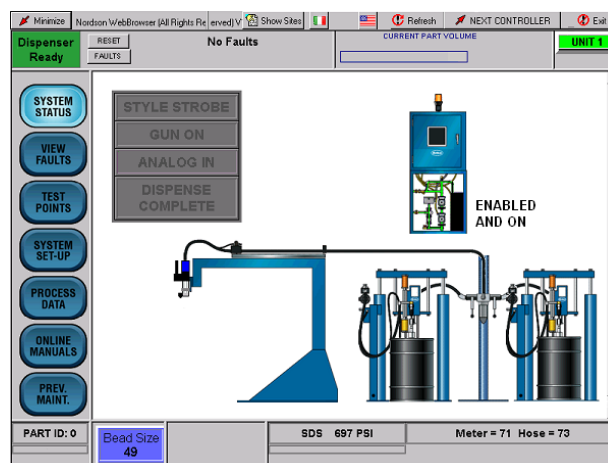 Minimize
Nordson WebBrowser (All Rights Re
erved) V
Show Sites
Refresh
NEXT CONTROLLER
Exit
Dispenser
Ready
RESET
FAULTS
No Faults
CURRENT PART VOLUME
UNIT 1
SYSTEM
STATUS
VIEW
FAULTS
TEST
POINTS
SYSTEM
SET-UP
PROCESS
DATA
ONLINE
MANUALS
PREV.
MAINT.
STYLE STROBE
GUN ON
ANALOG IN
DISPENSE
COMPLETE
ENABLED
AND ON
PART ID: 0
Bead Size
49
SDS 697 PSI
Meter = 71 Hose = 73